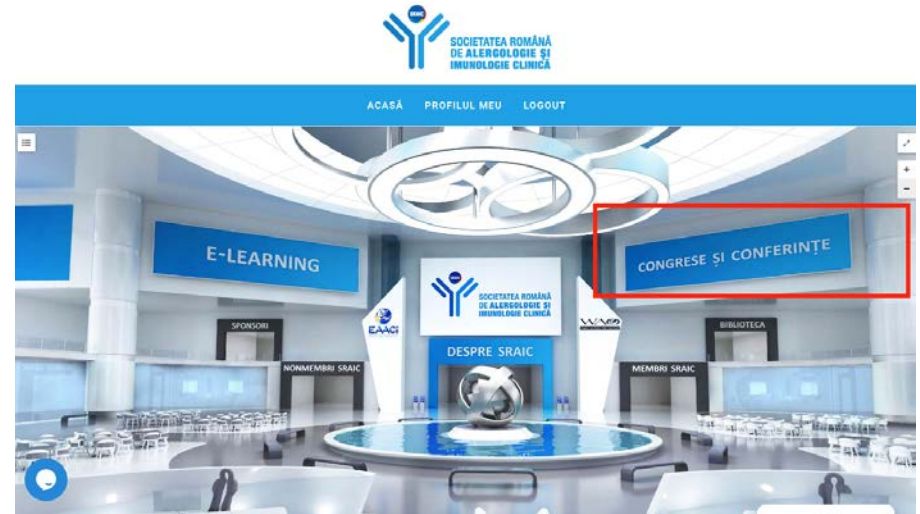 SRAIC
SOCIETATEA ROMÂNĂ
DE ALERGOLOGIE ȘI
IMUNOLOGIE CLINICĂ
ACASĂ PROFILUL MEU LOGOUT
E-LEARNING
CONGRESE ȘI CONFERINȚE
SOCIETATEA ROMÂNĂ
DE ALERGOLOGIE ȘI
IMUNOLOGIE CLINICĂ
EAACI
SPONSORI
BIBLIOTECA
DESPRE SRAIC
NONMEMBRI SRAIC
MEMBRI SRAIC